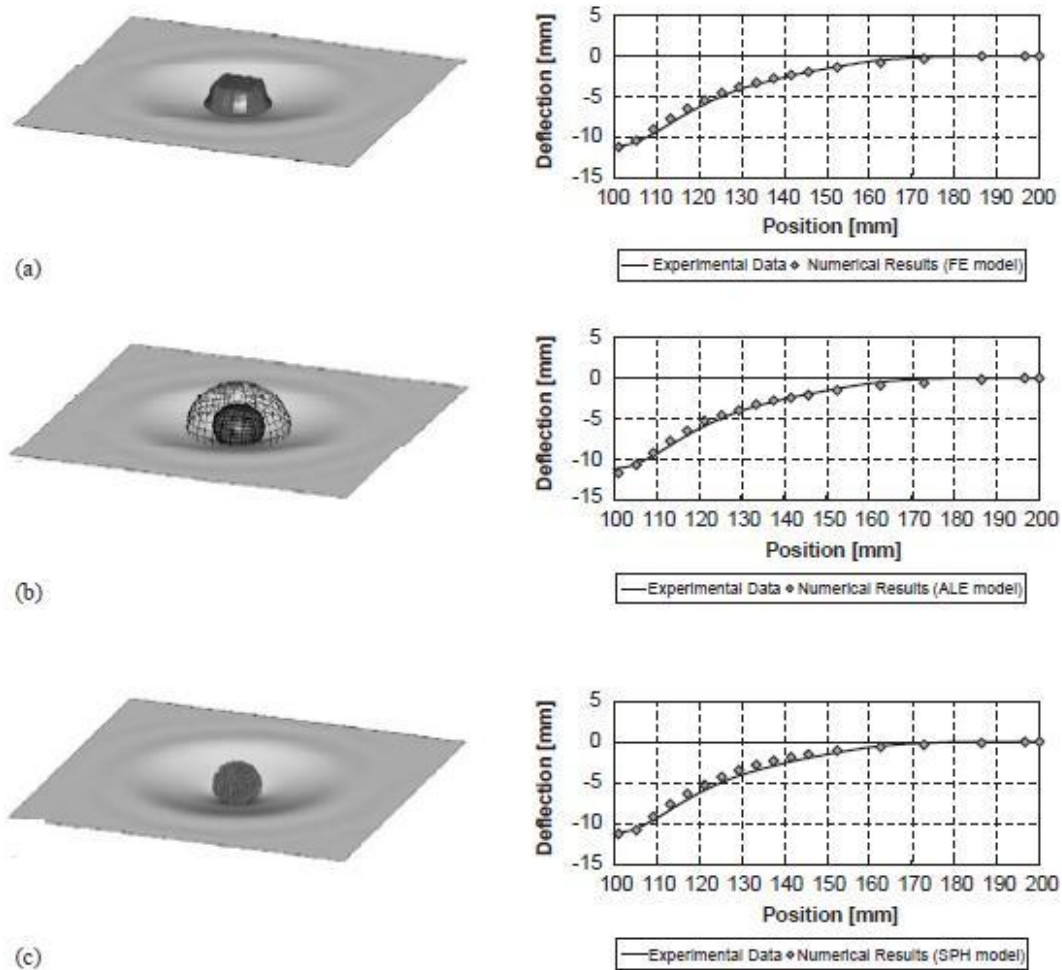 5
0
-5
-10
-15
Deflection [mm]
100 110 120 130 140 150 160 170 180 190 200
Position [mm]
Experimental Data Numerical Results (FE model)
(a)
5
0
-5
-10
-15
Deflection [mm]
100 110 120 130 140 150 160 170 180 190 200
Position [mm]
Experimental Data Numerical Results (ALE model)
(b)
5
0
-5
-10
-15
Deflection [mm]
100 110 120 130 140 150 160 170 180 190 200
Position [mm]
Experimental Data Numerical Results (SPH model)
(c)